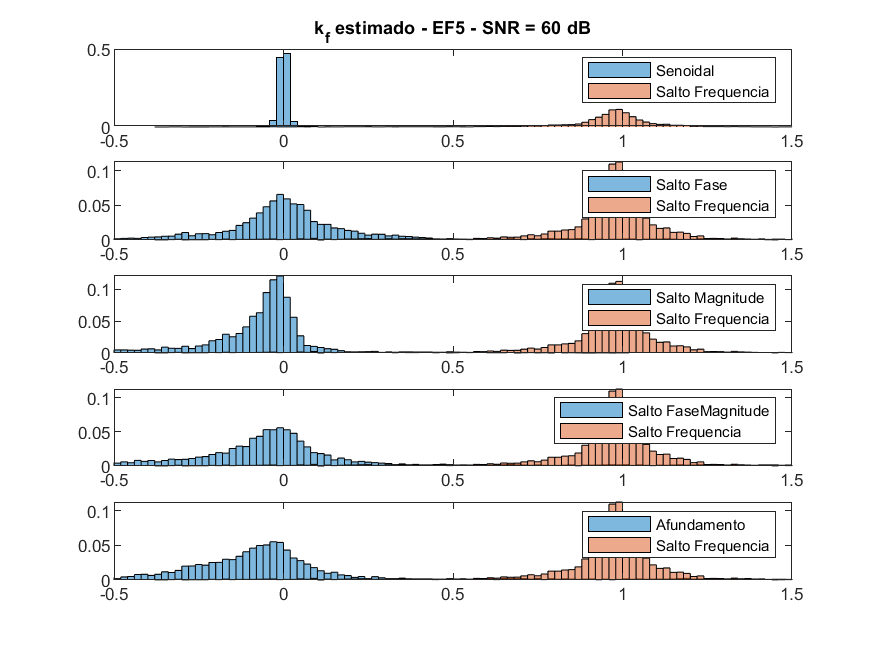 k_f estimado - EF5 - SNR = 60 dB
0.5
0
Senoidal
Salto Frequencia
-0.5 0 0.5 1 1.5
0.1
0.05
0
Salto Fase
Salto Frequencia
-0.5 0 0.5 1 1.5
0.1
0.05
0
Salto Magnitude
Salto Frequencia
-0.5 0 0.5 1 1.5
0.1
0.05
0
Salto FaseMagnitude
Salto Frequencia
-0.5 0 0.5 1 1.5
0.1
0.05
0
Afundamento
Salto Frequencia
-0.5 0 0.5 1 1.5